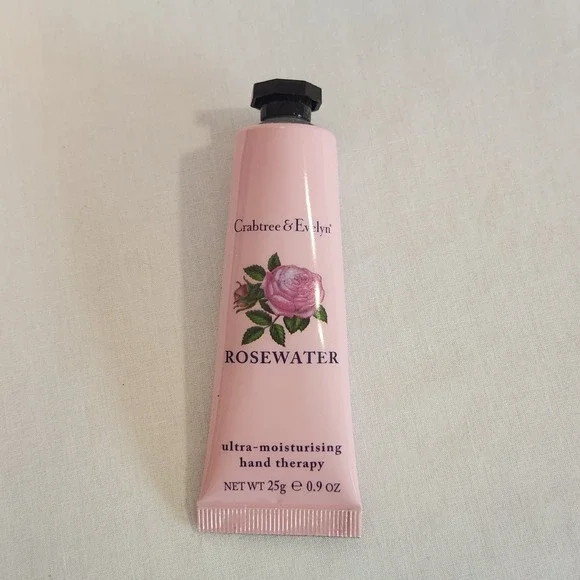 Crabtree & Evelyn®
ROSEWATER
ultra-moisturising
hand therapy
NET WT 25g ℮ 0.9 OZ